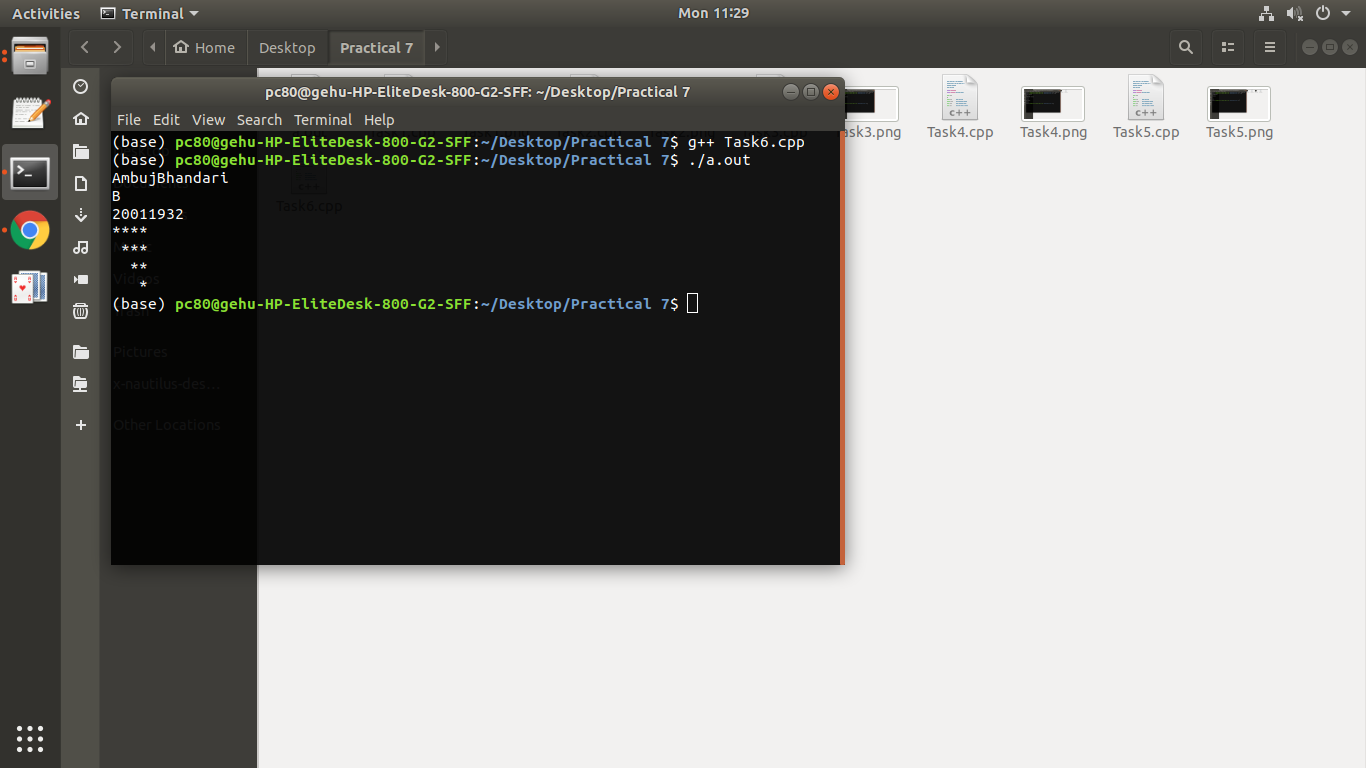 Activities Terminal Mon 11:29
Home Desktop Practical 7
pc80@gehu-HP-EliteDesk-800-G2-SFF: ~/Desktop/Practical 7
File Edit View Search Terminal Help
(base) pc80@gehu-HP-EliteDesk-800-G2-SFF:~/Desktop/Practical 7$ g++ Task6.cpp
(base) pc80@gehu-HP-EliteDesk-800-G2-SFF:~/Desktop/Practical 7$ ./a.out
AmbujBhandari
B
20011932
****
 ***
  **
   *
(base) pc80@gehu-HP-EliteDesk-800-G2-SFF:~/Desktop/Practical 7$
ask3.png Task4.cpp Task4.png Task5.cpp Task5.png
Task6.cpp
Videos
Pictures
x-nautilus-des…
Other Locations